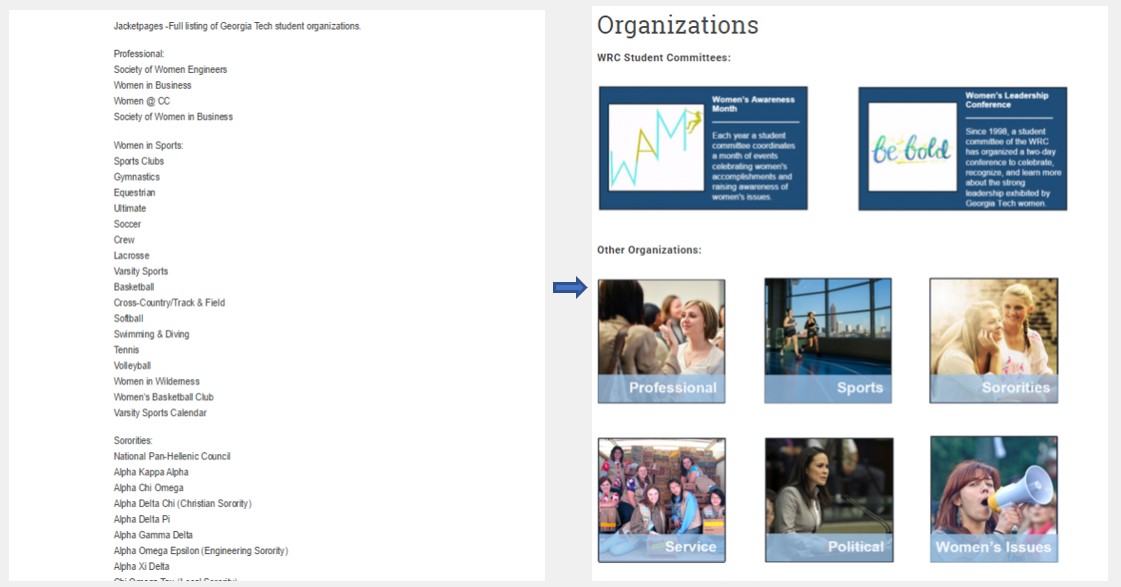 Jacketpages -Full listing of Georgia Tech student organizations.
Professional:
Society of Women Engineers
Women in Business
Women @ CC
Society of Women in Business
Women in Sports:
Sports Clubs
Gymnastics
Equestrian
Ultimate
Soccer
Crew
Lacrosse
Varsity Sports
Basketball
Cross-Country/Track & Field
Softball
Swimming & Diving
Tennis
Volleyball
Women in Wilderness
Women's Basketball Club
Varsity Sports Calendar
Sororities:
National Pan-Hellenic Council
Alpha Kappa Alpha
Alpha Chi Omega
Alpha Delta Chi (Christian Sorority)
Alpha Delta Pi
Alpha Gamma Delta
Alpha Omega Epsilon (Engineering Sorority)
Alpha Xi Delta
Organizations
WRC Student Committees:
WAM
Women's Awareness
Month
Each year a student
committee coordinates
a month of events
celebrating women's
accomplishments and
raising awareness of
women's issues.
be bold
Women's Leadership
Conference
Since 1998, a student
committee of the WRC
has organized a two-day
conference to celebrate,
recognize, and learn more
about the strong
leadership exhibited by
Georgia Tech women.
Other Organizations:
Professional
Sports
Sororities
Service
Political
Women's Issues